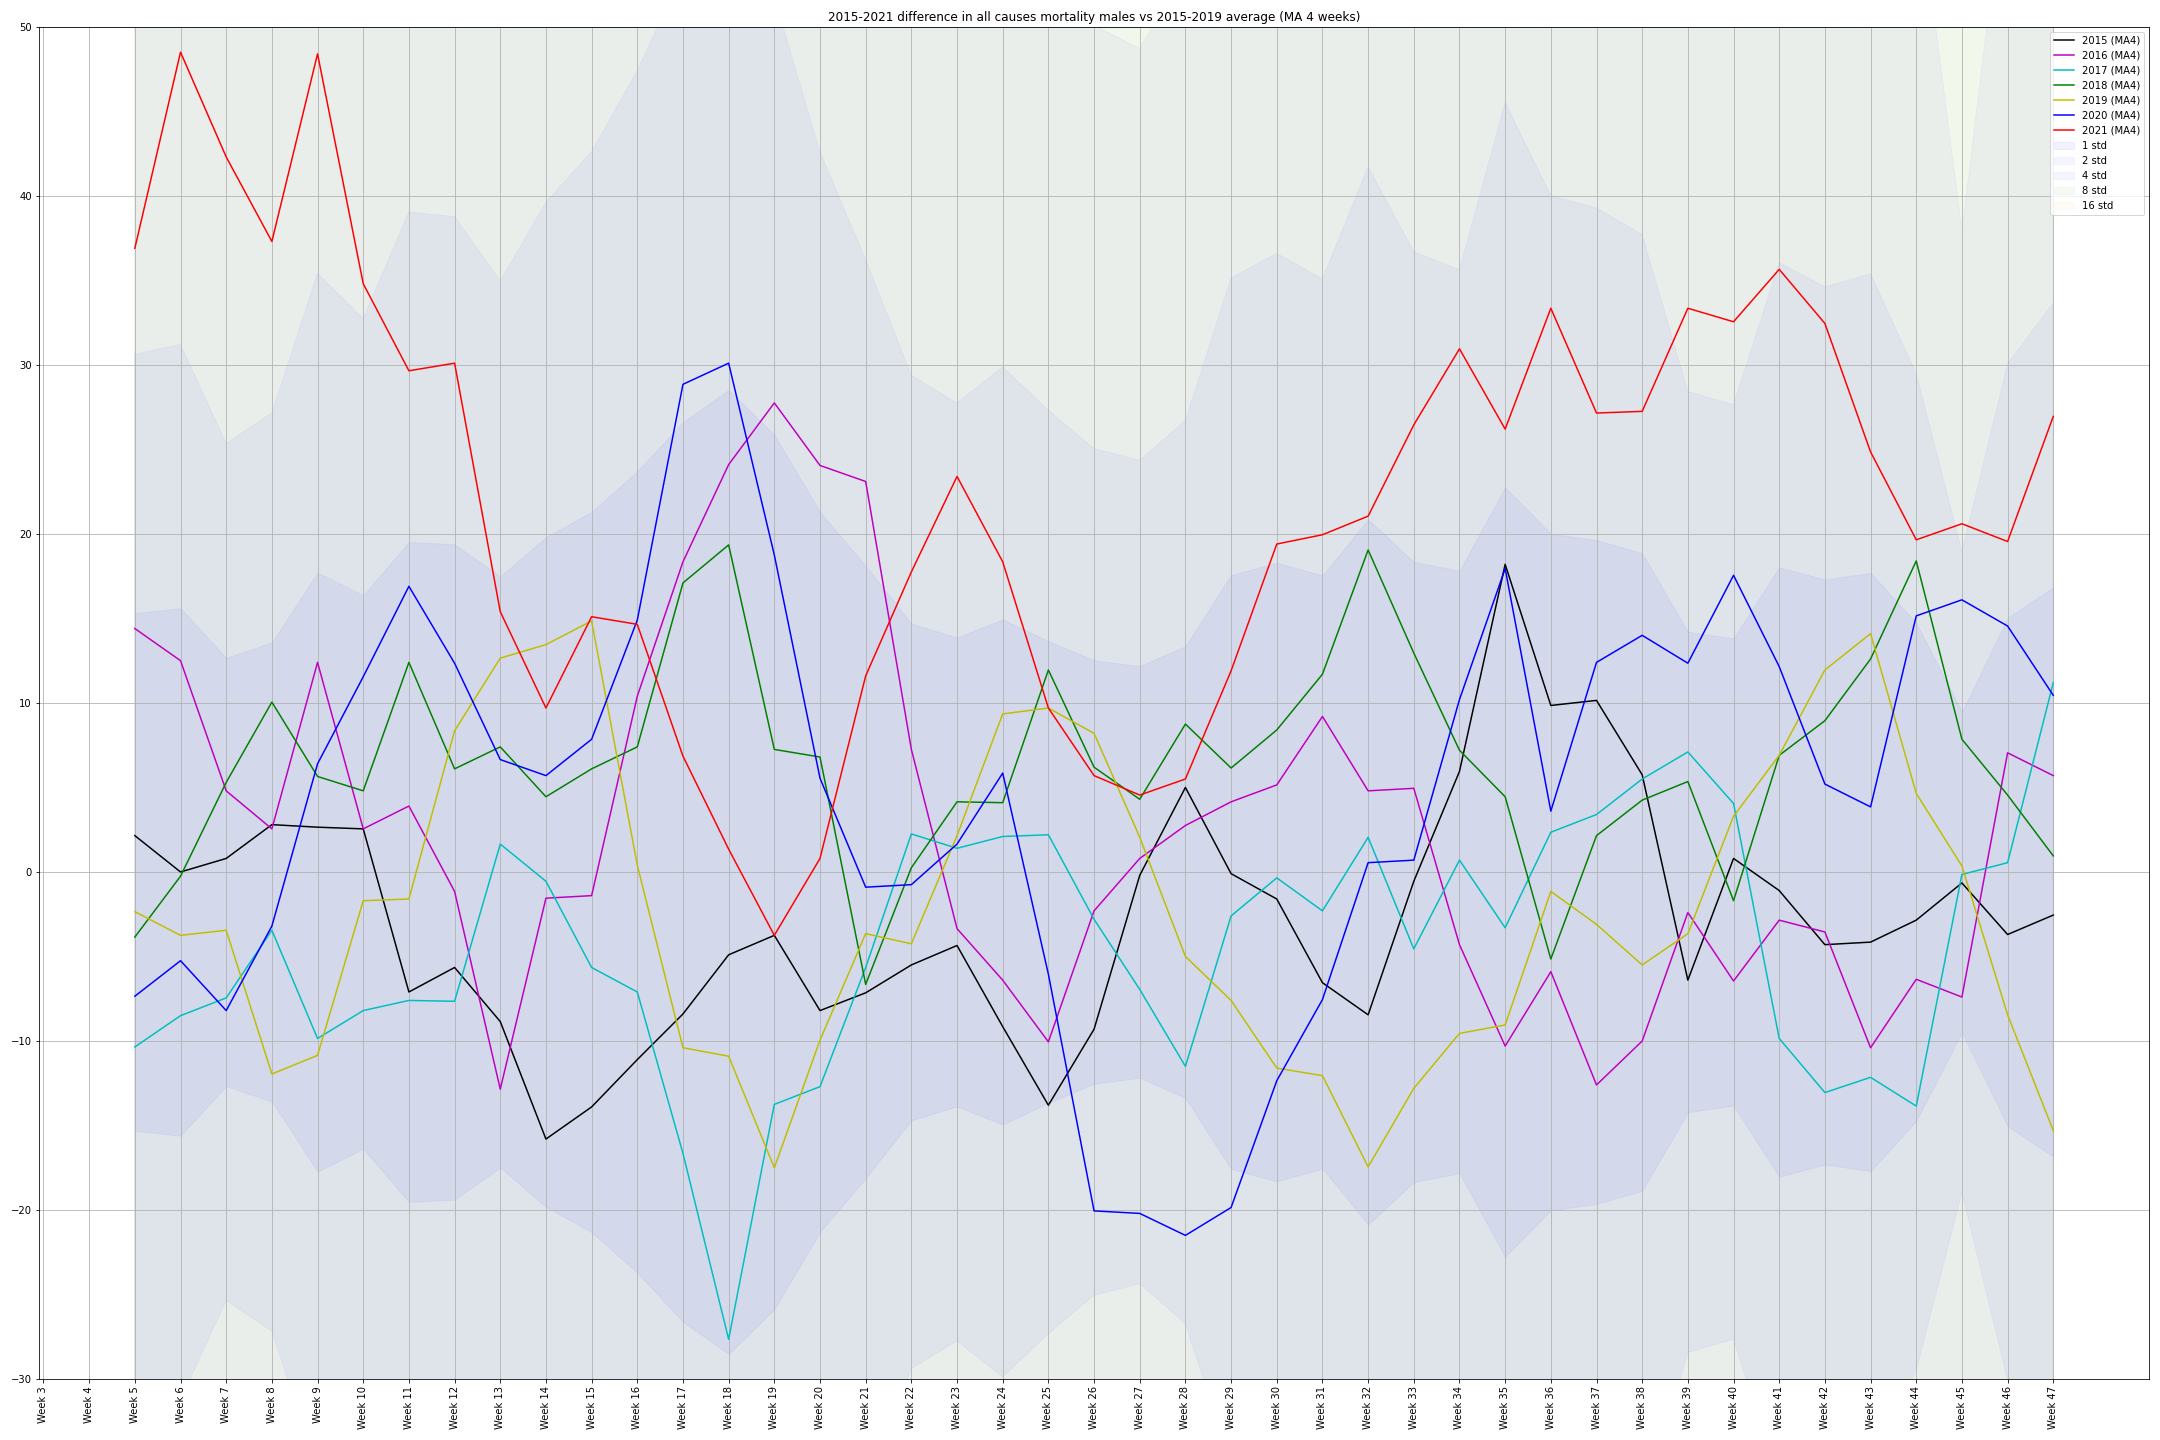 2015-2021 difference in all causes mortality males vs 2015-2019 average (MA 4 weeks)
50
40
30
20
10
0
−10
−20
−30
2015 (MA4)
2016 (MA4)
2017 (MA4)
2018 (MA4)
2019 (MA4)
2020 (MA4)
2021 (MA4)
1 std
2 std
4 std
8 std
16 std
Week 3
Week 4
Week 5
Week 6
Week 7
Week 8
Week 9
Week 10
Week 11
Week 12
Week 13
Week 14
Week 15
Week 16
Week 17
Week 18
Week 19
Week 20
Week 21
Week 22
Week 23
Week 24
Week 25
Week 26
Week 27
Week 28
Week 29
Week 30
Week 31
Week 32
Week 33
Week 34
Week 35
Week 36
Week 37
Week 38
Week 39
Week 40
Week 41
Week 42
Week 43
Week 44
Week 45
Week 46
Week 47